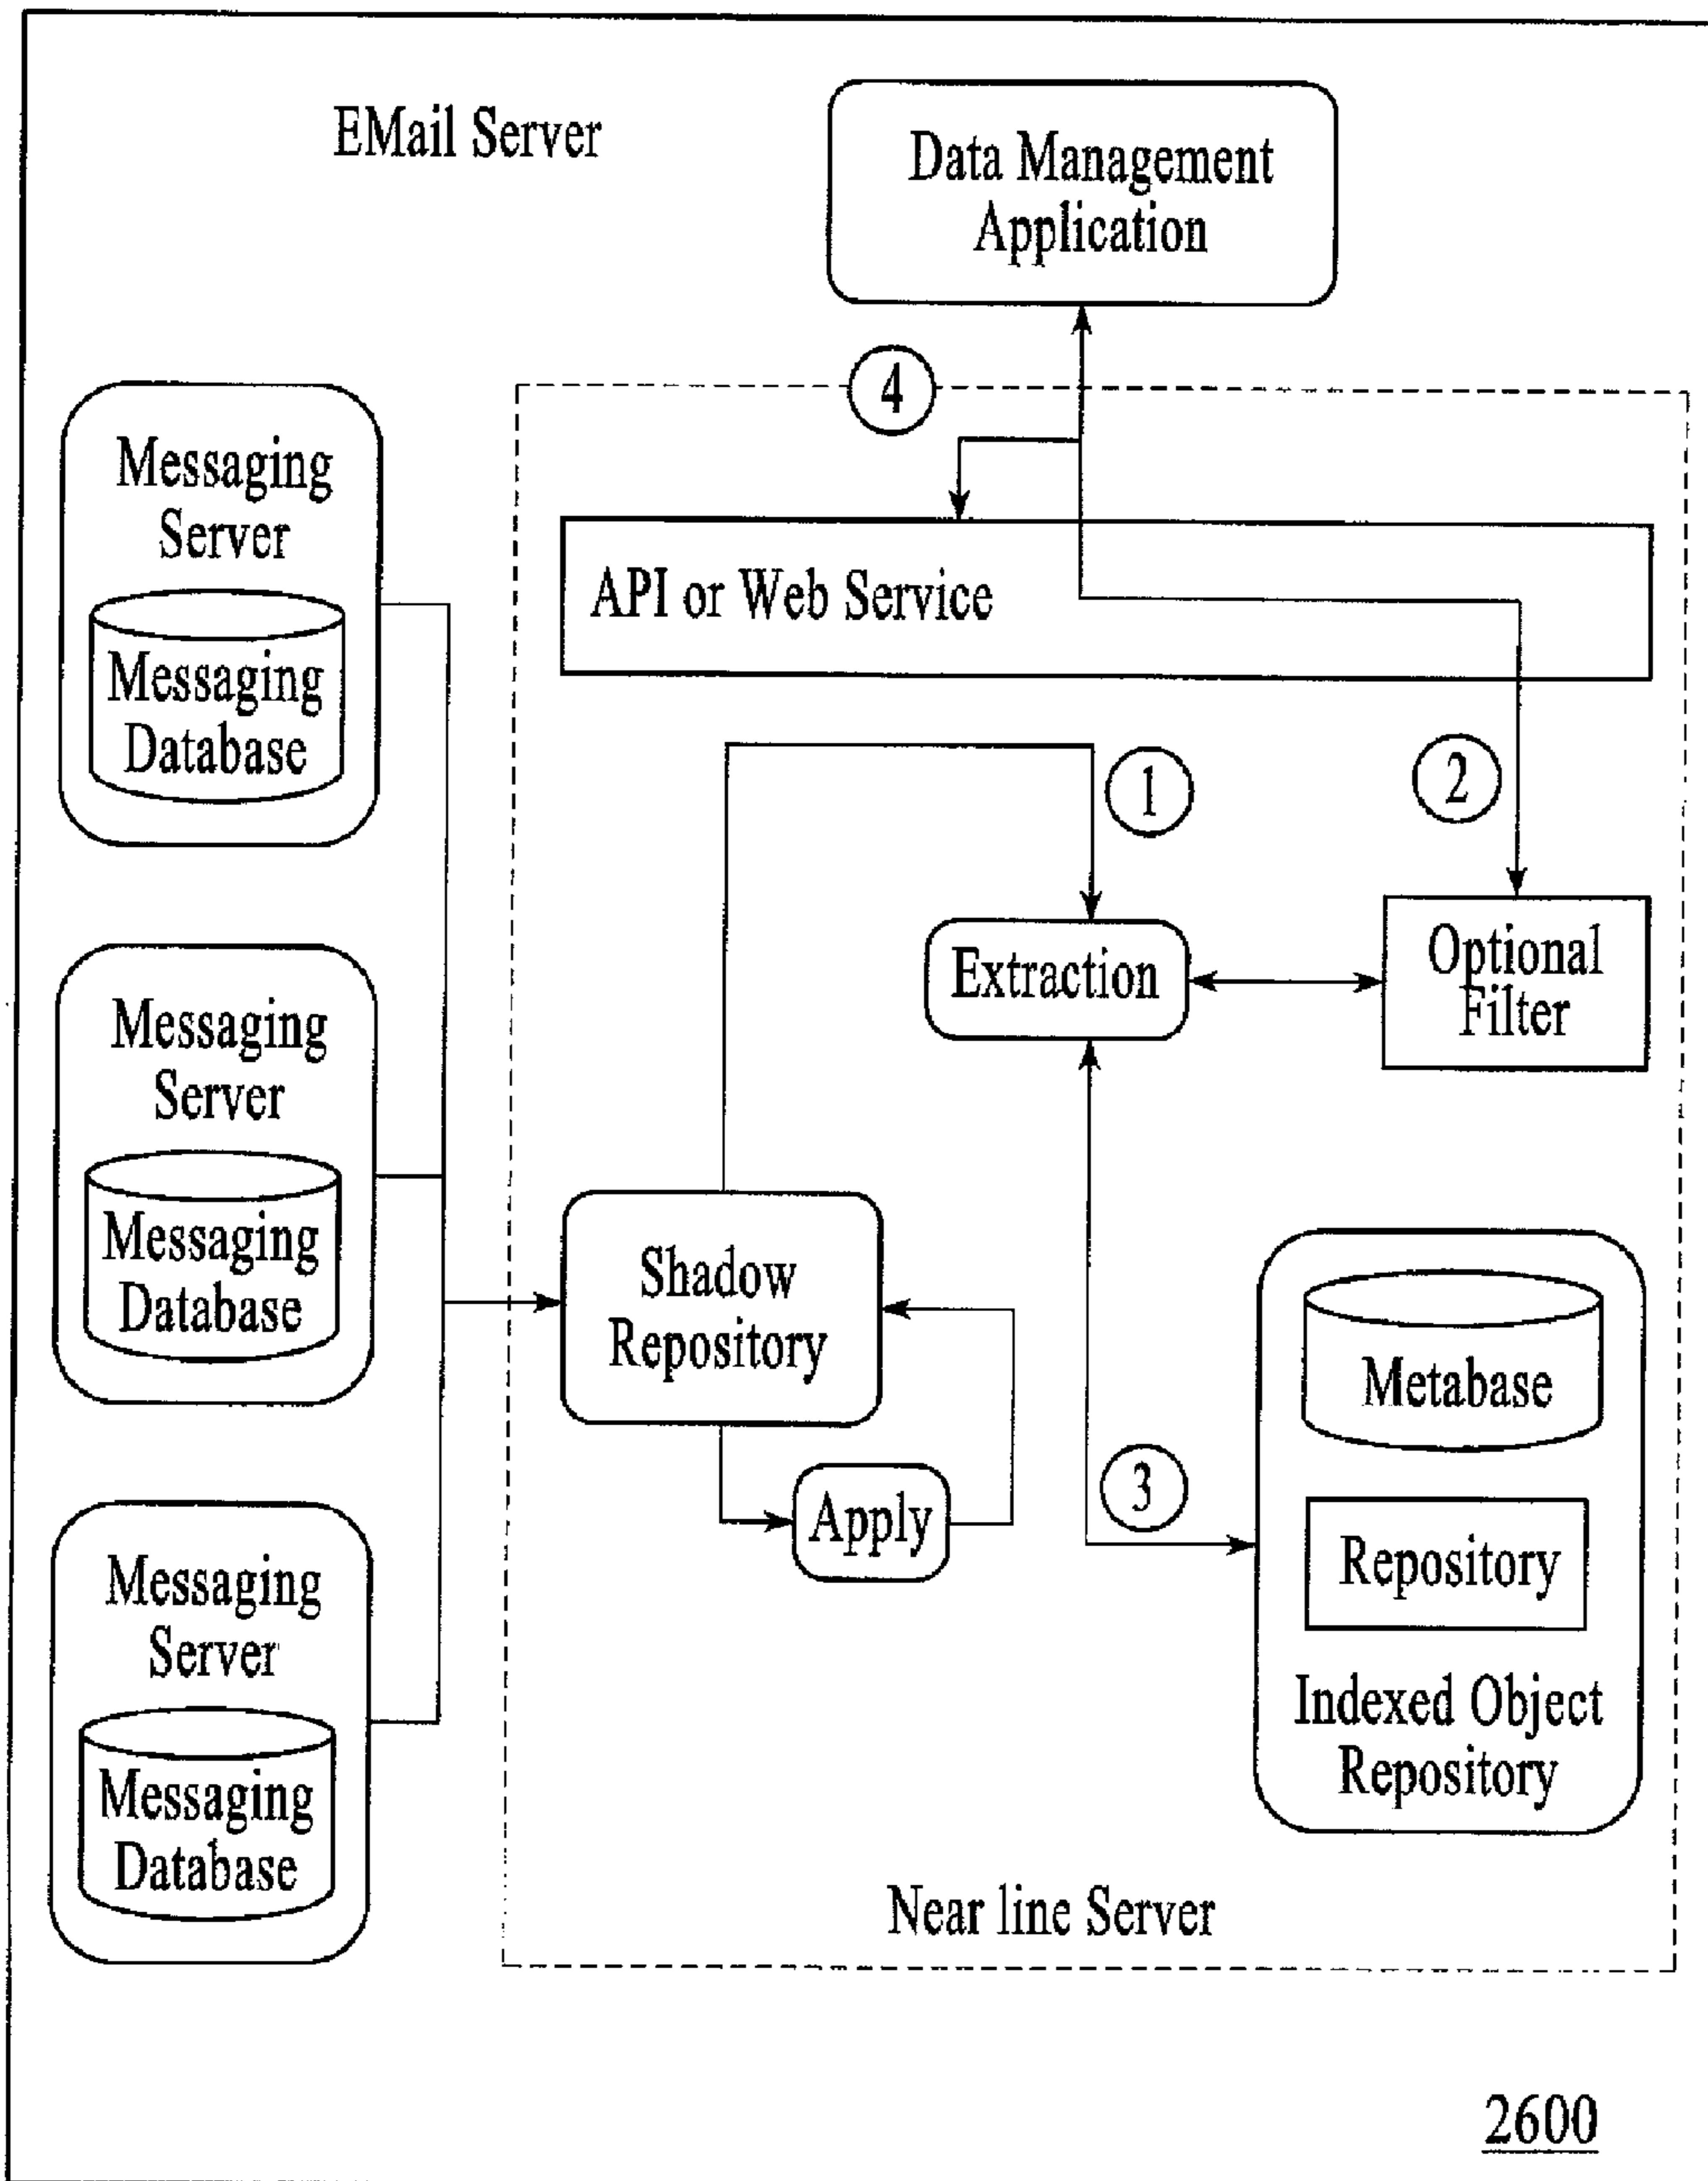 EMail Server
Data Management
Application
4
Messaging
Server
Messaging
Database
API or Web Service
1
2
Extraction
Optional
Filter
Messaging
Server
Messaging
Database
Shadow
Repository
Apply
3
Metabase
Repository
Indexed Object
Repository
Messaging
Server
Messaging
Database
Near line Server
2600